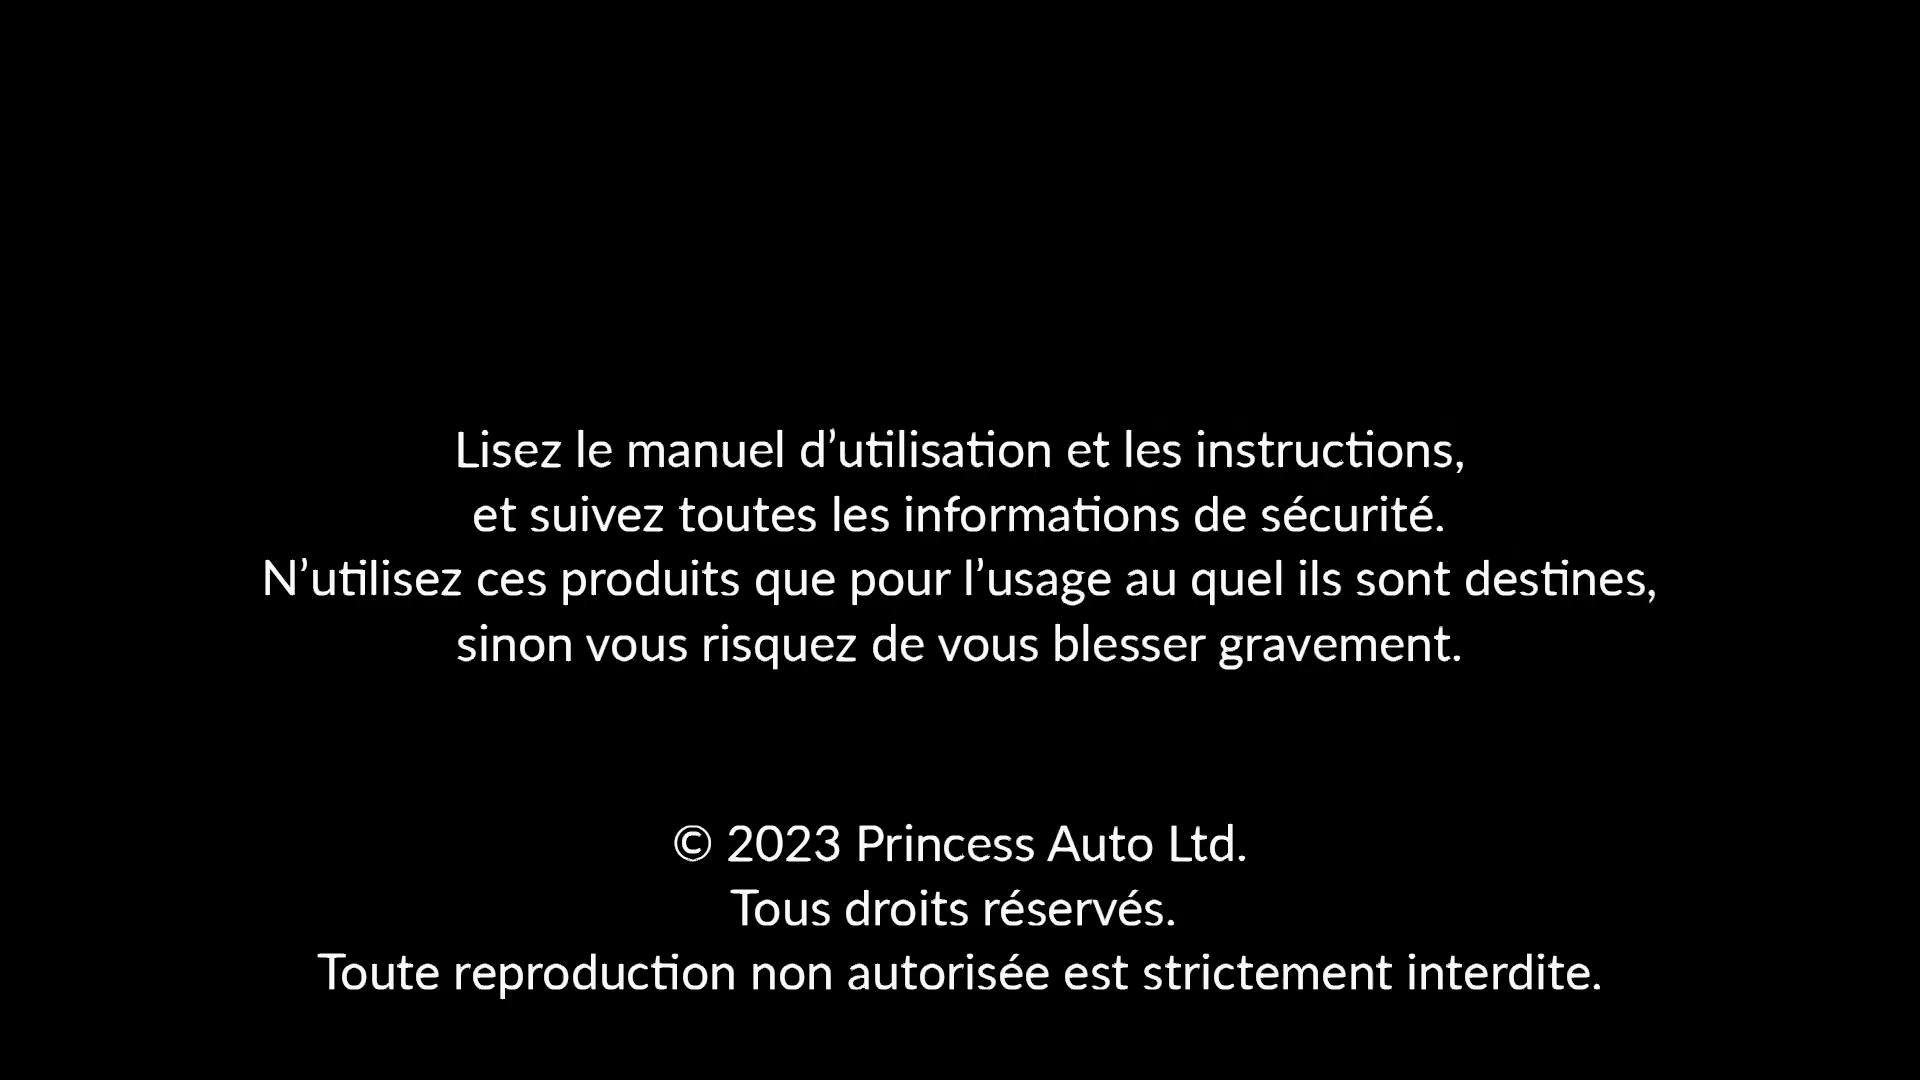 Lisez le manuel d’utilisation et les instructions,
et suivez toutes les informations de sécurité.
N’utilisez ces produits que pour l’usage au quel ils sont destines,
sinon vous risquez de vous blesser gravement.
© 2023 Princess Auto Ltd.
Tous droits réservés.
Toute reproduction non autorisée est strictement interdite.